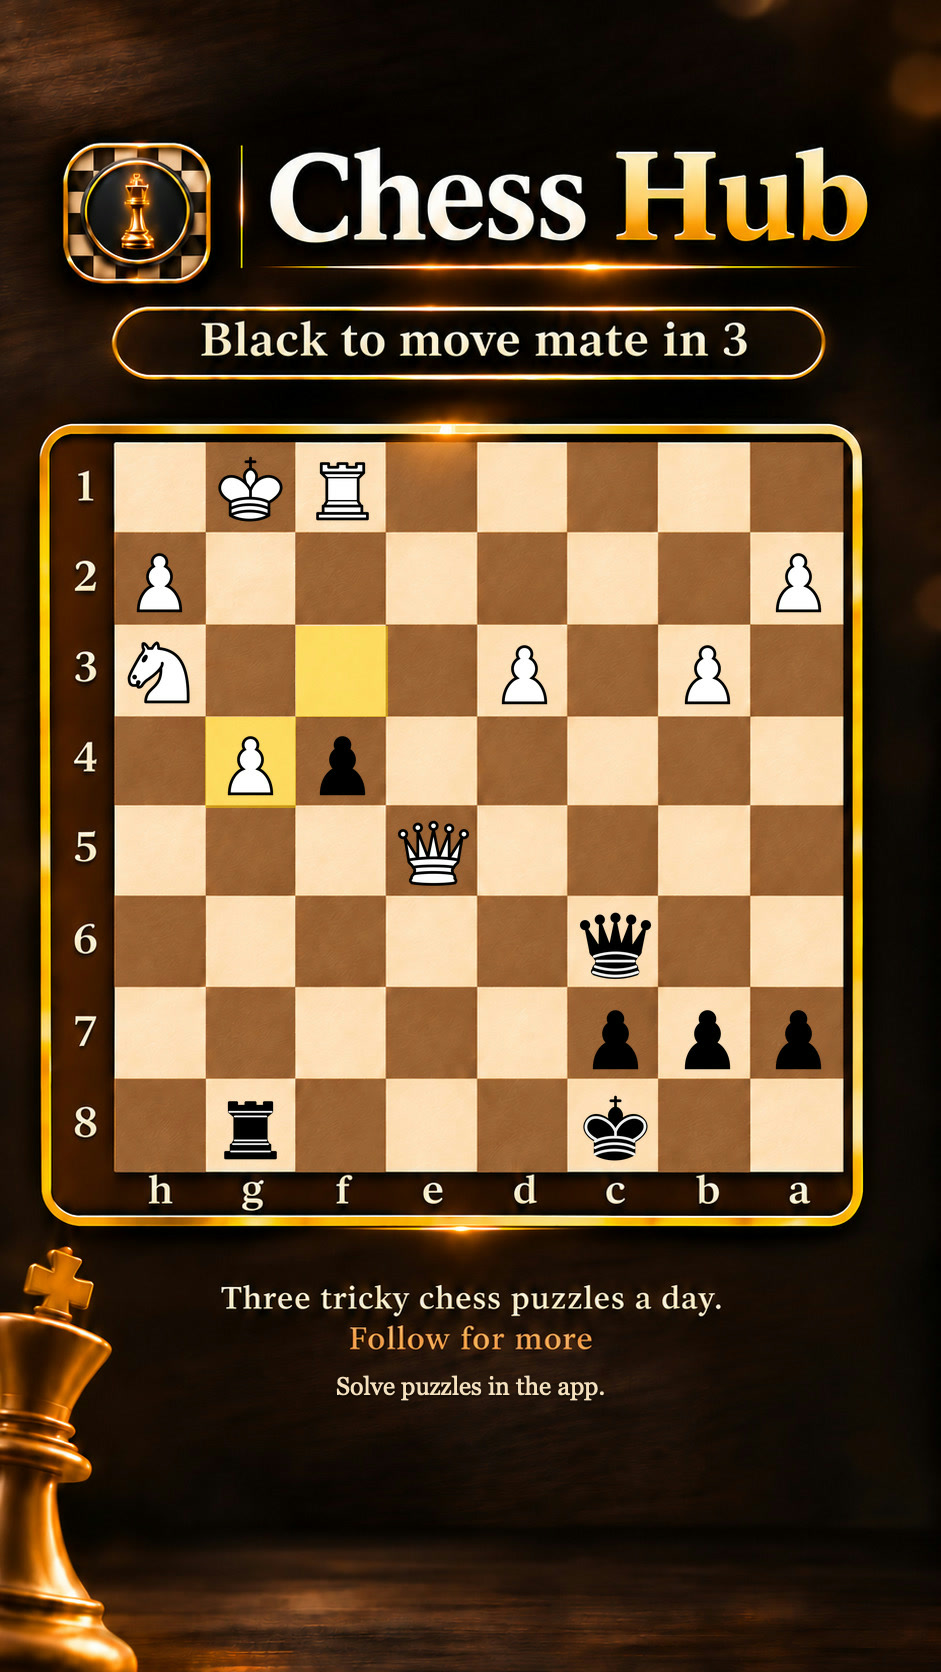 Chess Hub
Black to move mate in 3
1
2
3
4
5
6
7
8
h g f e d c b a
Three tricky chess puzzles a day.
Follow for more
Solve puzzles in the app.